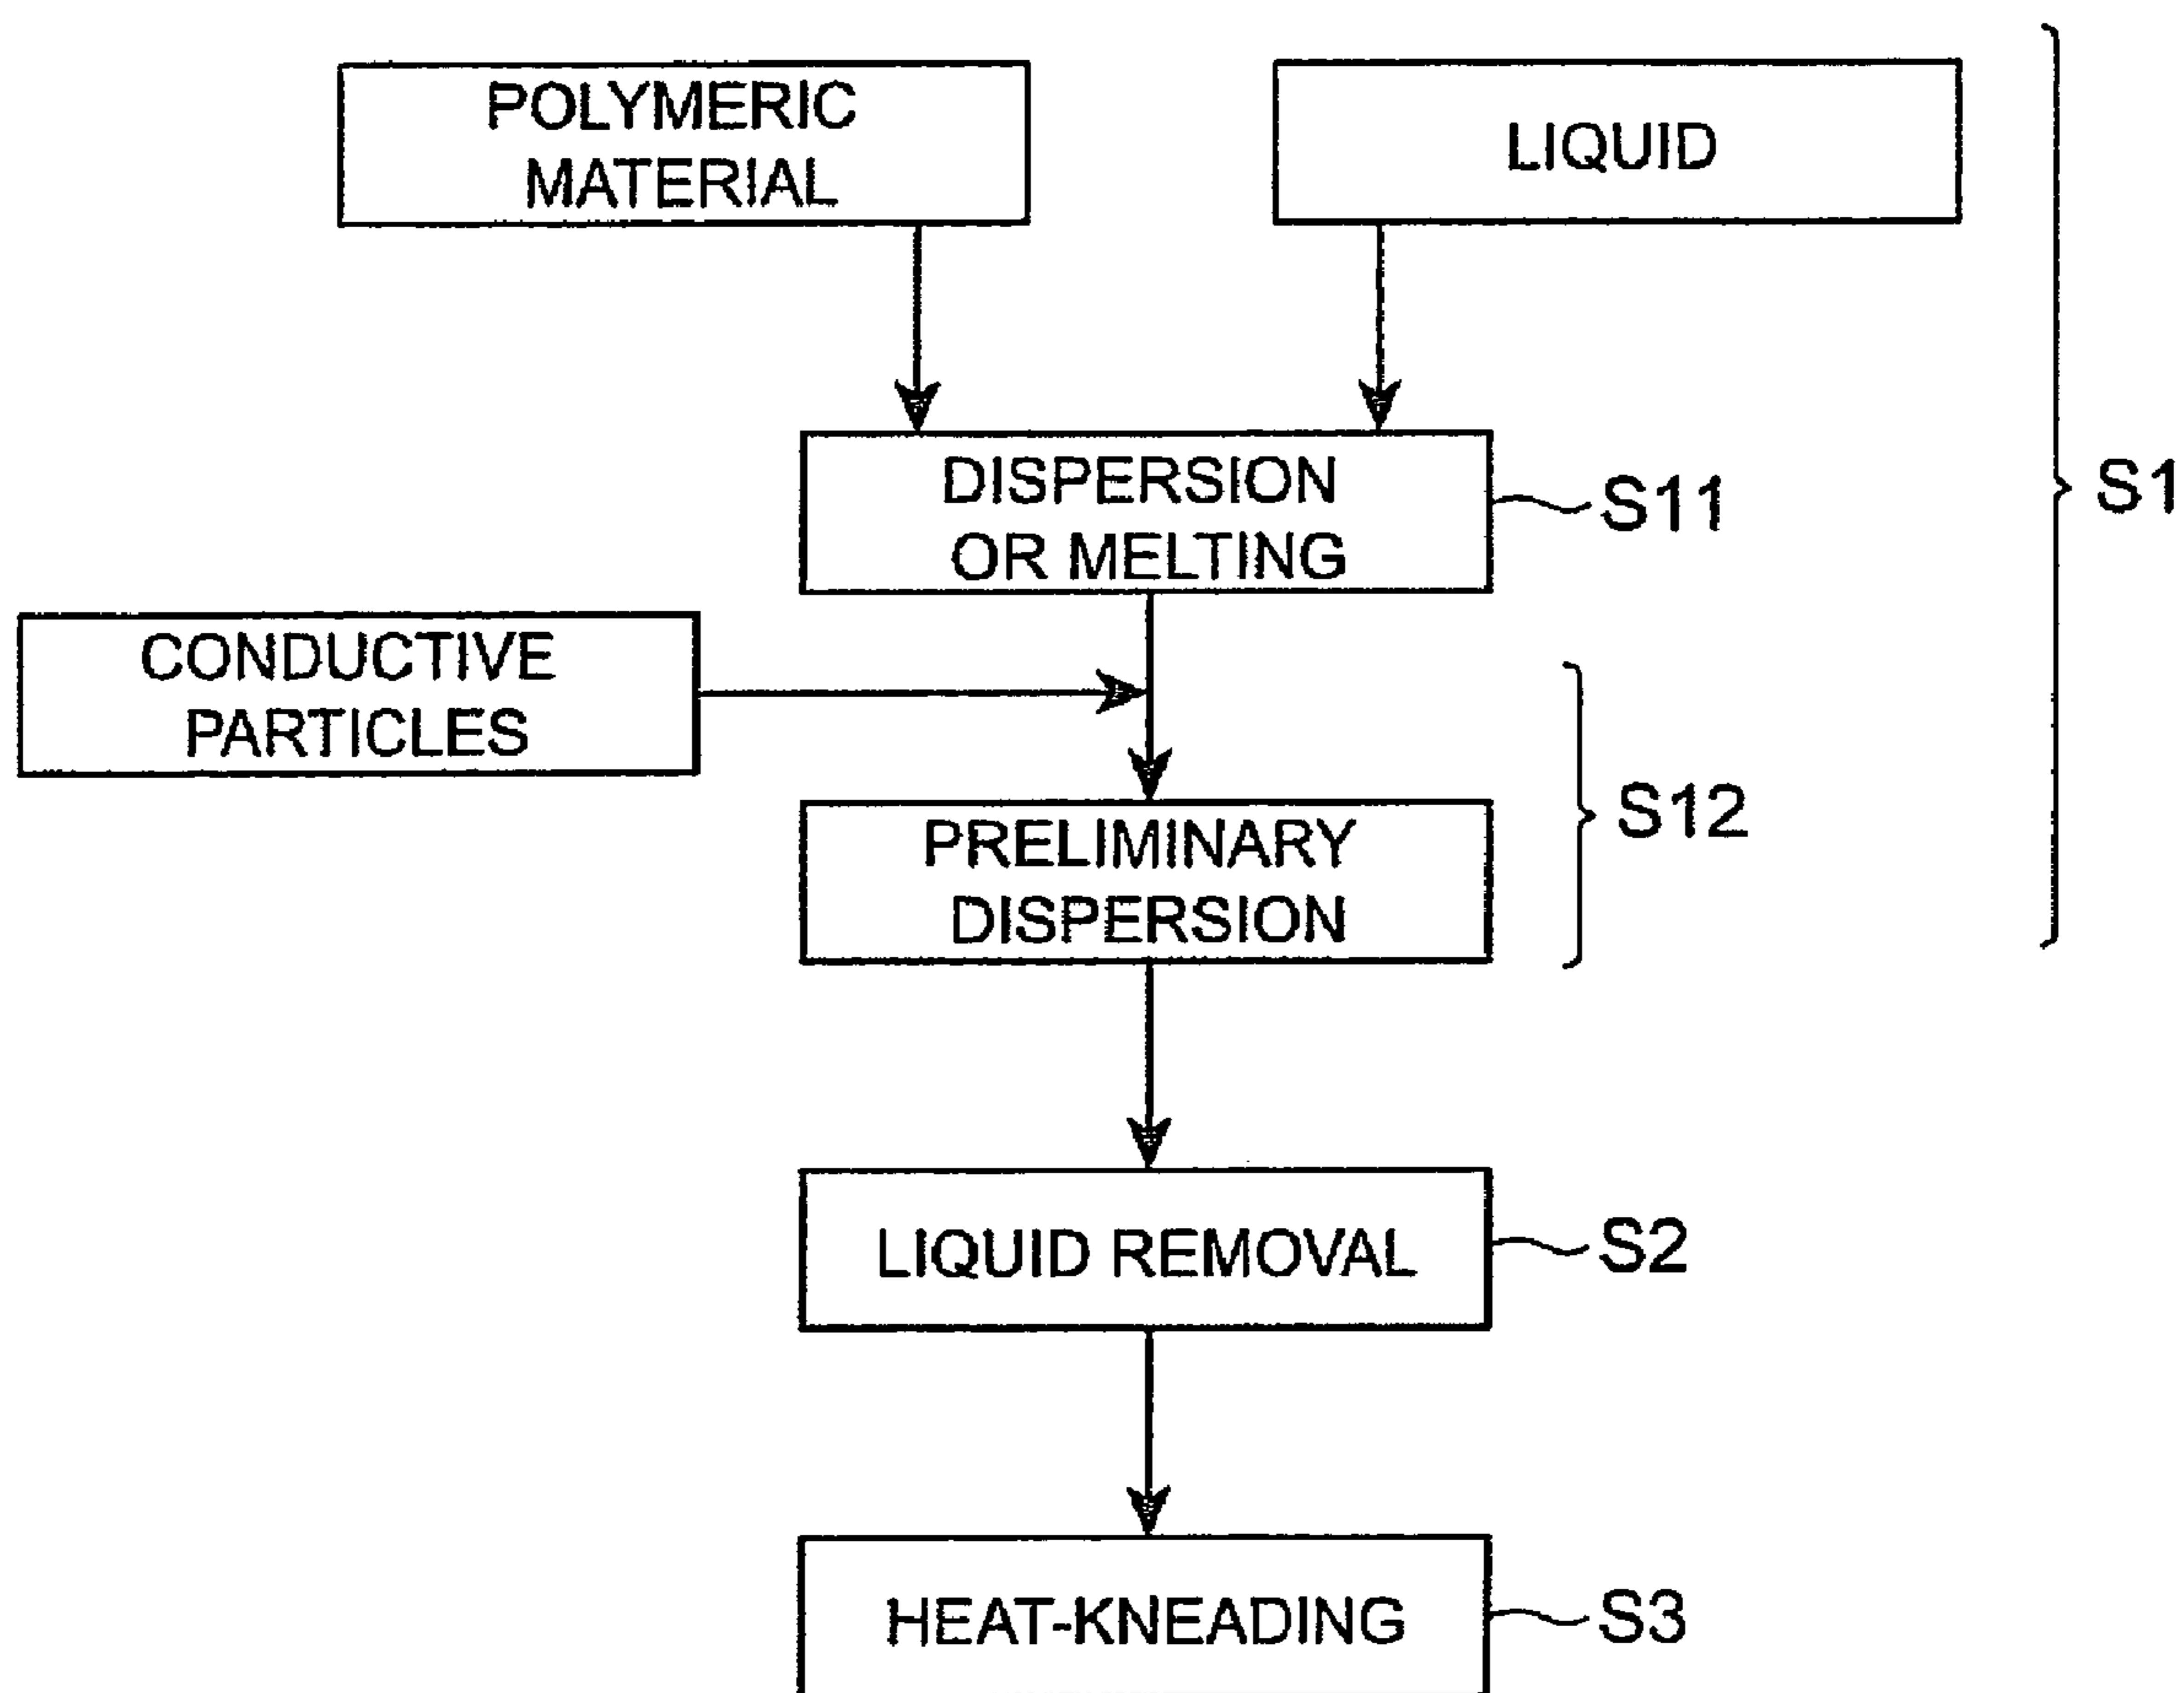 POLYMERIC
MATERIAL
LIQUID
DISPERSION
OR MELTING
S11
S1
CONDUCTIVE
PARTICLES
PRELIMINARY
DISPERSION
S12
LIQUID REMOVAL
S2
HEAT-KNEADING
S3